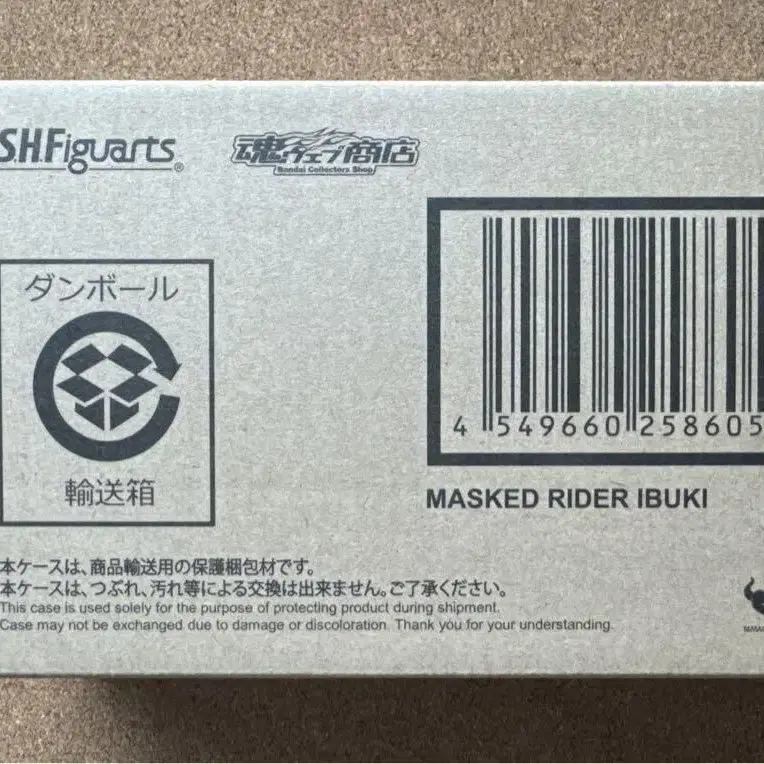 S.H.Figuarts®
魂ウェブ商店
Bandai Collectors Shop
ダンボール
輸送箱
4 549660 258605
MASKED RIDER IBUKI
本ケースは、商品輸送用の保護梱包材です。
本ケースは、つぶれ、汚れ等による交換は出来ません。ご了承ください。
This case is used solely for the purpose of protecting product during shipment.
Case may not be exchanged due to damage or discoloration. Thank you for your understanding.